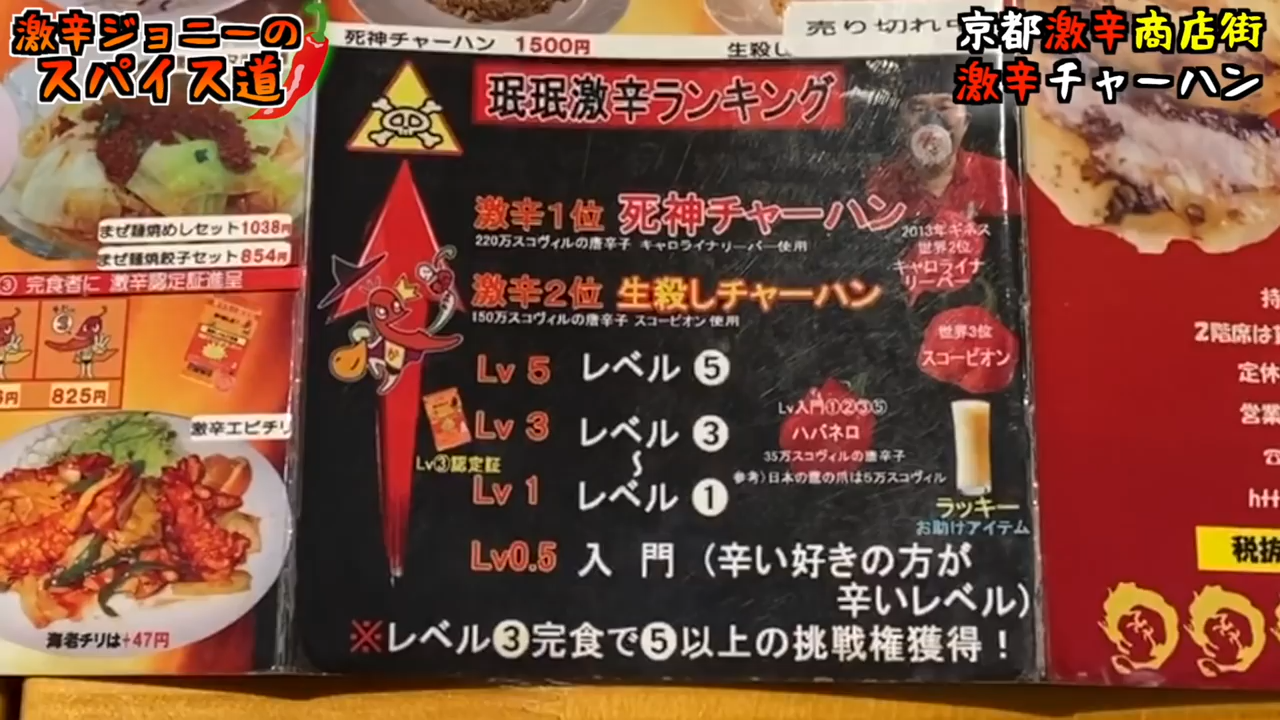 激辛ジョニーの
スパイス道
京都激辛商店街
激辛チャーハン
死神チャーハン 1500円
生殺し
売り切れ中
まぜ麺焼めしセット1038円
まぜ麺焼餃子セット854円
③ 完食者に 激辛認定証進呈
825円
激辛エビチリ
海老チリは+47円
珉珉激辛ランキング
激辛1位 死神チャーハン
220万スコヴィルの唐辛子 キャロライナリーパー使用
2013年ギネス
世界2位
キャロライナ
リーパー
激辛2位 生殺しチャーハン
150万スコヴィルの唐辛子 スコーピオン使用
世界3位
スコーピオン
Lv 5 レベル ❺
Lv 3 レベル ❸
〜
Lv③認定証
Lv 1 レベル ❶
Lv入門①②③⑤
ハバネロ
35万スコヴィルの唐辛子
参考)日本の鷹の爪は5万スコヴィル
ラッキー
お助けアイテム
Lv0.5 入 門 (辛い好きの方が
辛いレベル)
※レベル❸完食で❺以上の挑戦権獲得！
持
2階席は
定休
営業
htt
税抜